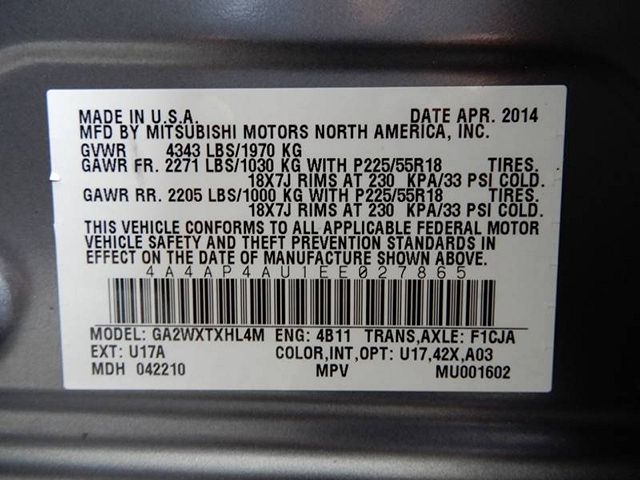 MADE IN U.S.A. DATE APR. 2014
MFD BY MITSUBISHI MOTORS NORTH AMERICA, INC.
GVWR 4343 LBS/1970 KG
GAWR FR. 2271 LBS/1030 KG WITH P225/55R18 TIRES.
18X7J RIMS AT 230 KPA/33 PSI COLD.
GAWR RR. 2205 LBS/1000 KG WITH P225/55R18 TIRES.
18X7J RIMS AT 230 KPA/33 PSI COLD.
THIS VEHICLE CONFORMS TO ALL APPLICABLE FEDERAL MOTOR
VEHICLE SAFETY AND THEFT PREVENTION STANDARDS IN
EFFECT ON THE DATE OF MANUFACTURE SHOWN ABOVE.
4A4AP4AU1EE027865
MODEL: GA2WXTXHL4M ENG: 4B11 TRANS,AXLE: F1CJA
EXT: U17A COLOR,INT,OPT: U17,42X,A03
MDH 042210 MPV MU001602